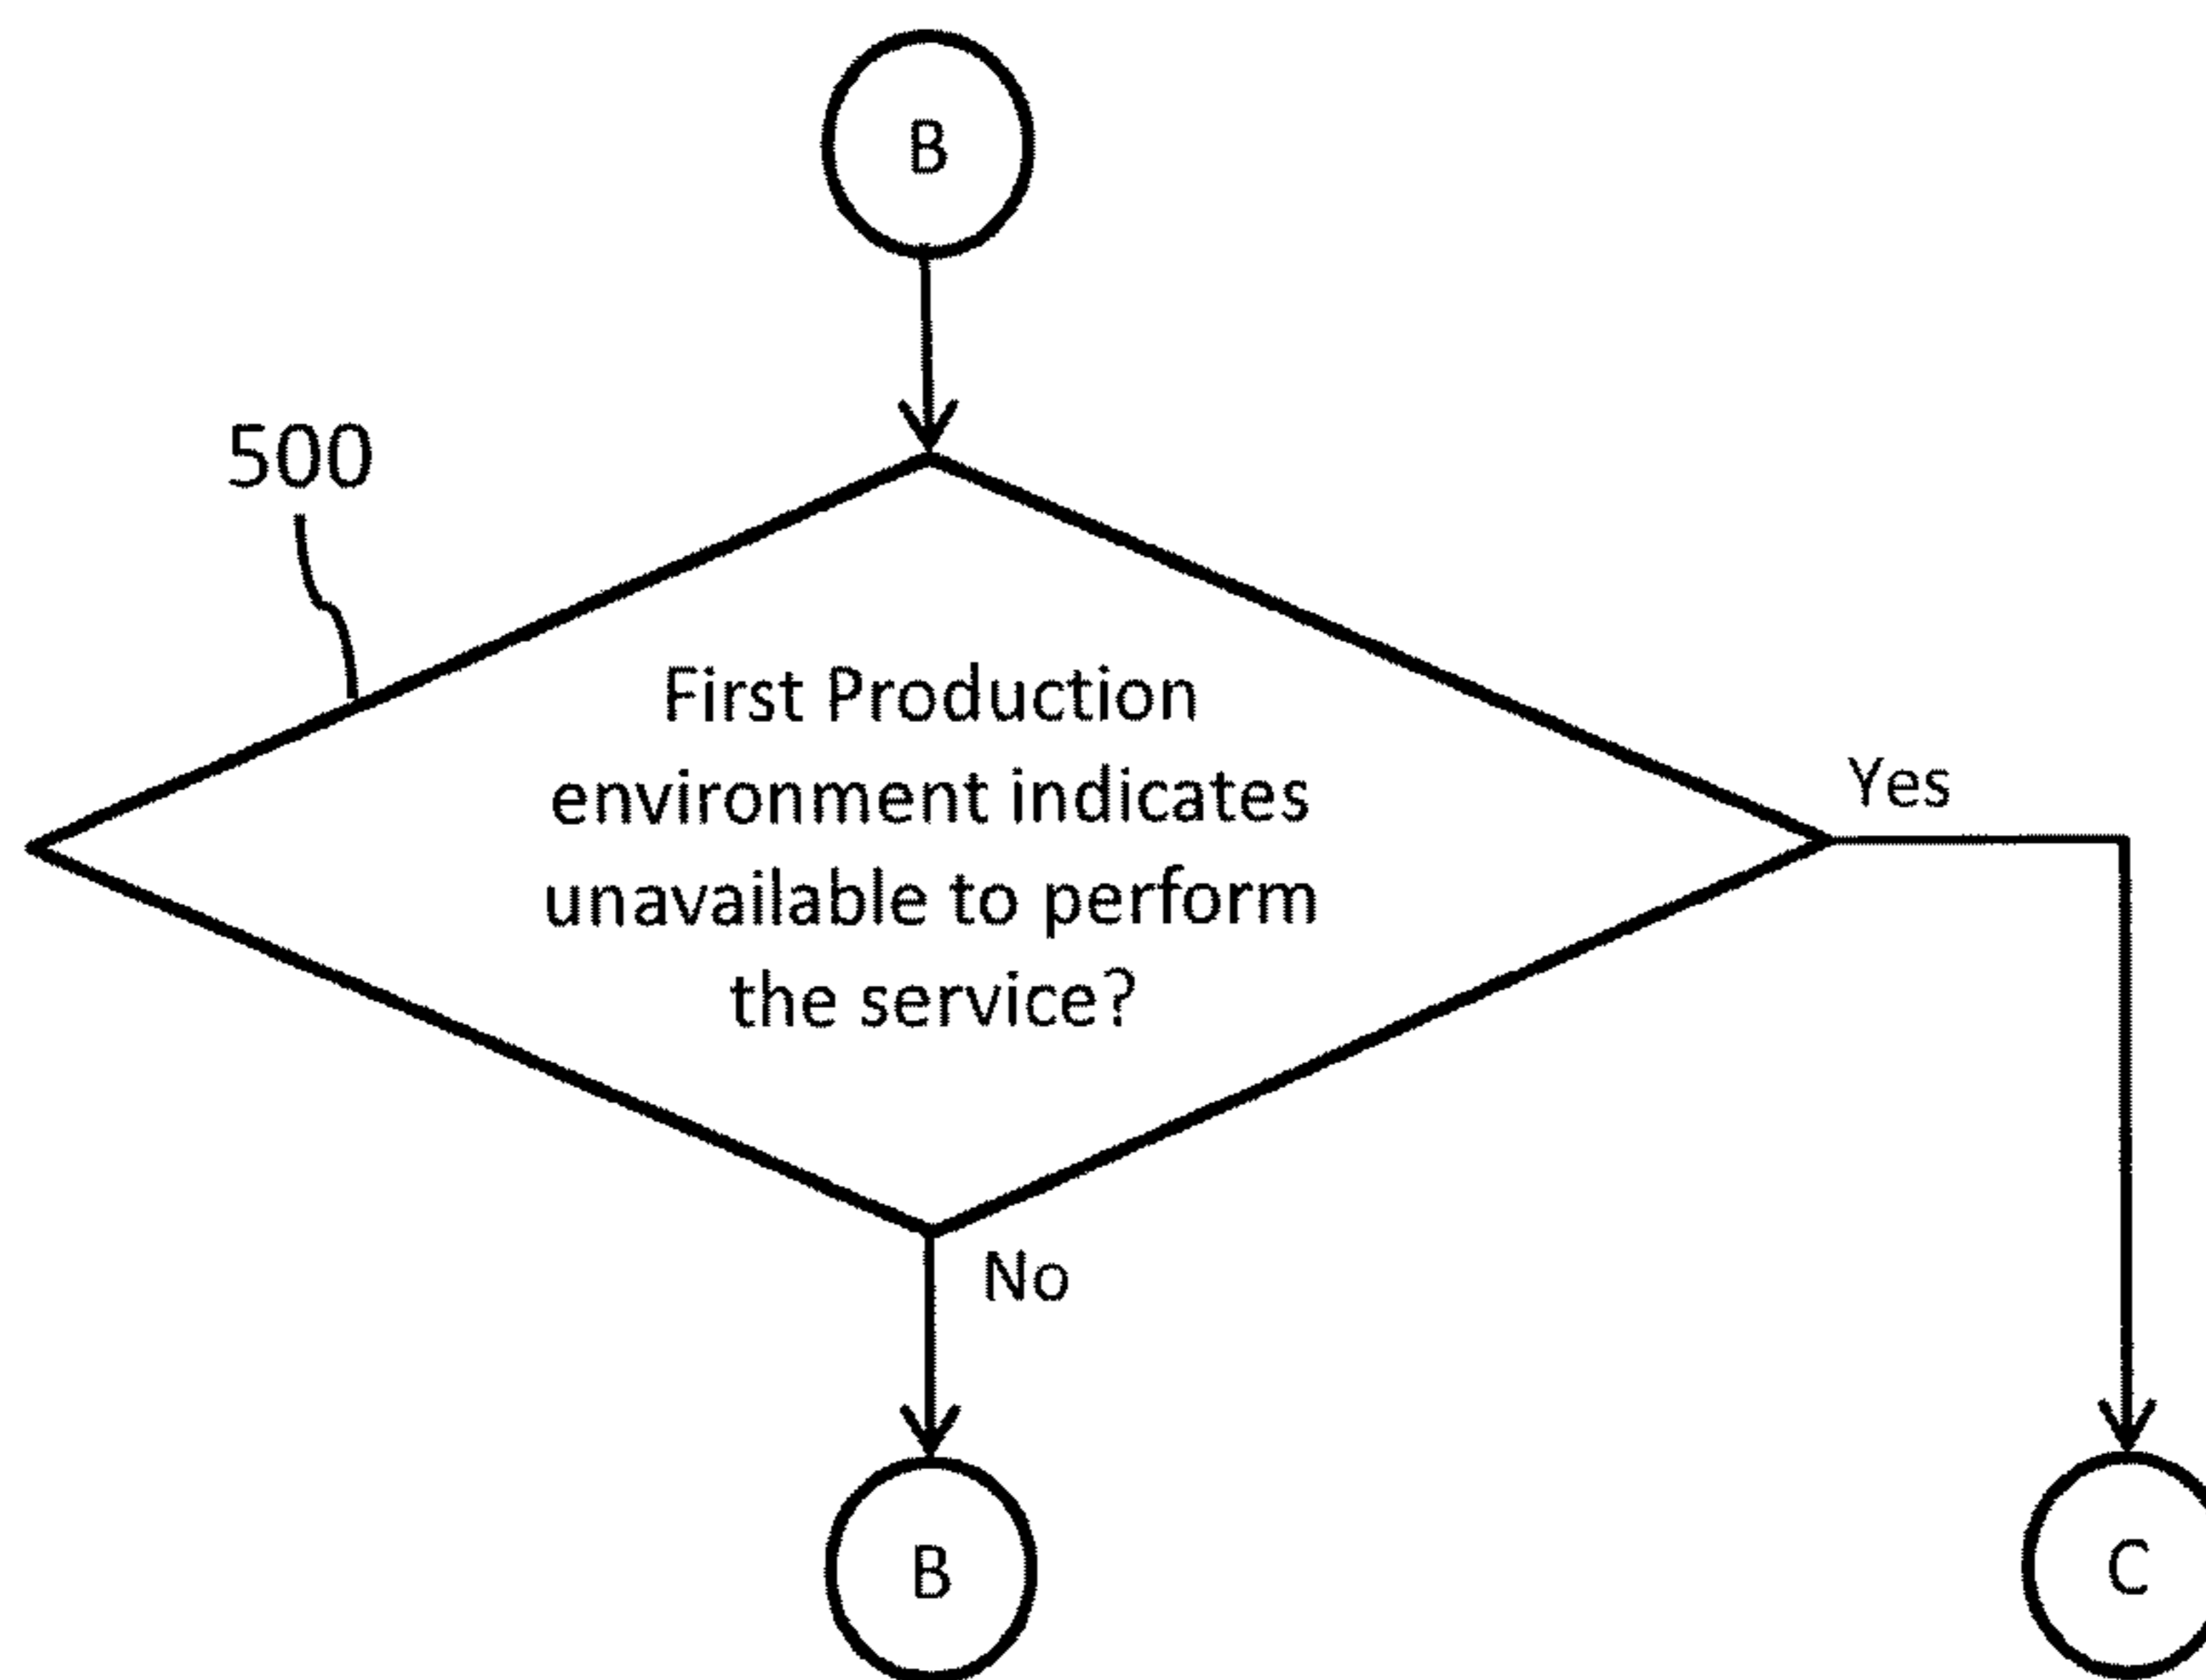 B
500
First Production
environment indicates
unavailable to perform
the service?
Yes
No
B
C